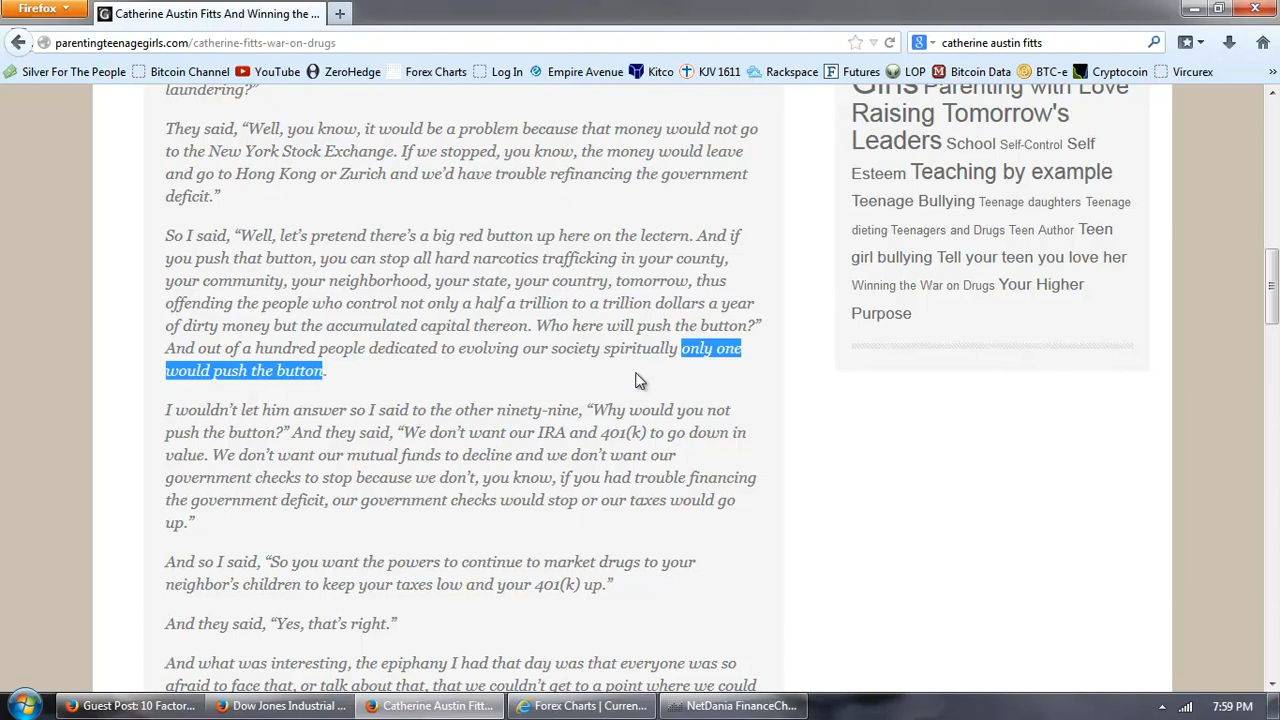 Firefox
Catherine Austin Fitts And Winning the ...
parentingteenagegirls.com/catherine-fitts-war-on-drugs
catherine austin fitts
Silver For The People Bitcoin Channel YouTube ZeroHedge Forex Charts Log In Empire Avenue Kitco KJV 1611 Rackspace Futures LOP Bitcoin Data BTC-e Cryptocoin Vircurex »
laundering?”
They said, “Well, you know, it would be a problem because that money would not go
to the New York Stock Exchange. If we stopped, you know, the money would leave
and go to Hong Kong or Zurich and we’d have trouble refinancing the government
deficit.”
So I said, “Well, let’s pretend there’s a big red button up here on the lectern. And if
you push that button, you can stop all hard narcotics trafficking in your county,
your community, your neighborhood, your state, your country, tomorrow, thus
offending the people who control not only a half a trillion to a trillion dollars a year
of dirty money but the accumulated capital thereon. Who here will push the button?”
And out of a hundred people dedicated to evolving our society spiritually only one
would push the button.
I wouldn’t let him answer so I said to the other ninety-nine, “Why would you not
push the button?” And they said, “We don’t want our IRA and 401(k) to go down in
value. We don’t want our mutual funds to decline and we don’t want our
government checks to stop because we don’t, you know, if you had trouble financing
the government deficit, our government checks would stop or our taxes would go
up.”
And so I said, “So you want the powers to continue to market drugs to your
neighbor’s children to keep your taxes low and your 401(k) up.”
And they said, “Yes, that’s right.”
And what was interesting, the epiphany I had that day was that everyone was so
afraid to face that, or talk about that, that we couldn’t get to a point where we could
Girls Parenting with Love
Raising Tomorrow's
Leaders School Self-Control Self
Esteem Teaching by example
Teenage Bullying Teenage daughters Teenage
dieting Teenagers and Drugs Teen Author Teen
girl bullying Tell your teen you love her
Winning the War on Drugs Your Higher
Purpose
Guest Post: 10 Factor... Dow Jones Industrial ... Catherine Austin Fitt... Forex Charts | Curren... NetDania FinanceCh... 7:59 PM